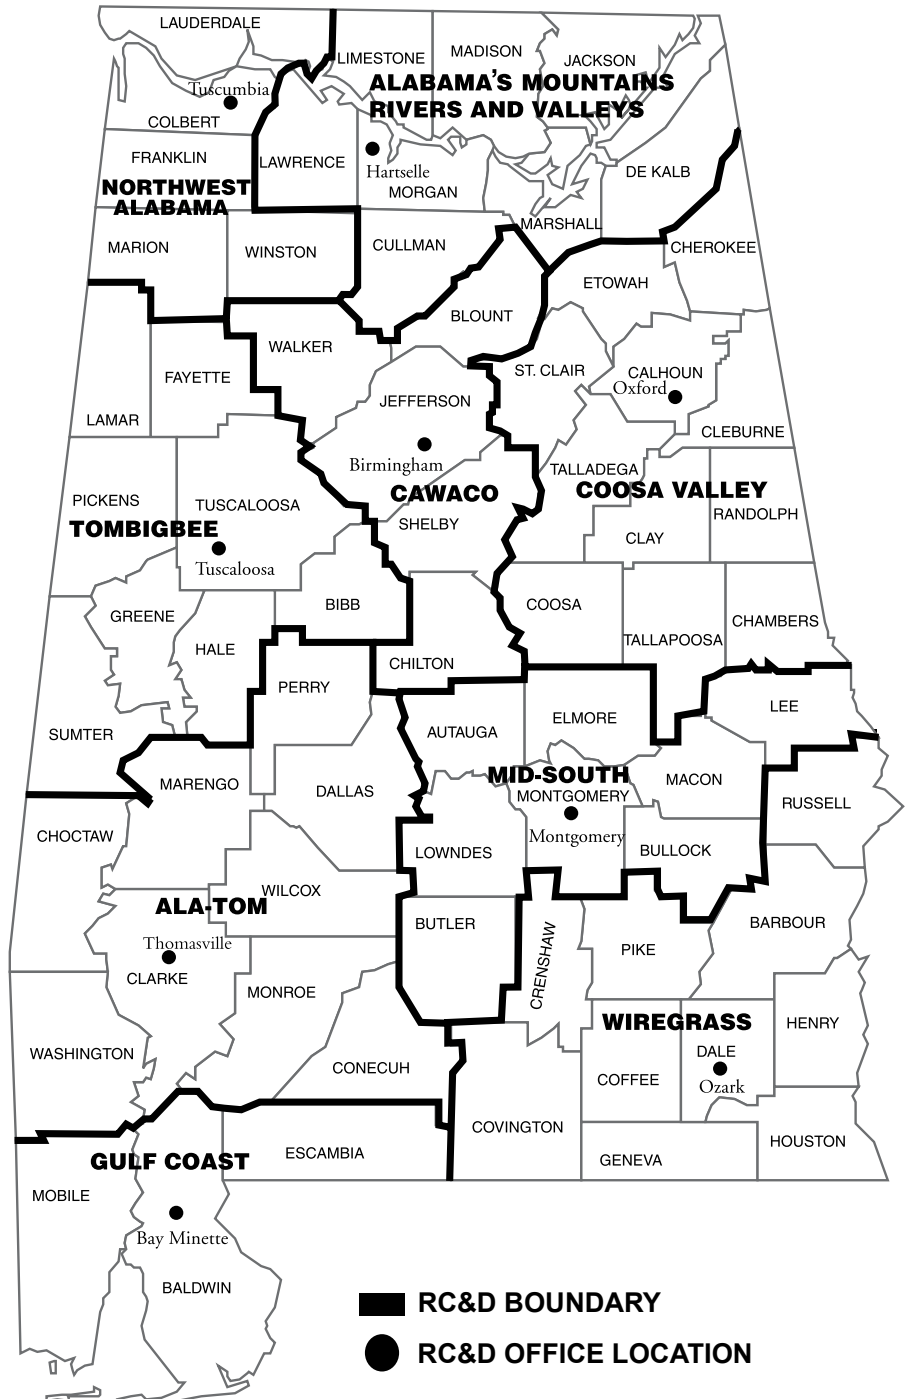 LAUDERDALE
LIMESTONE
MADISON
JACKSON
ALABAMA'S MOUNTAINS
RIVERS AND VALLEYS
Tuscumbia
COLBERT
FRANKLIN
LAWRENCE
Hartselle
MORGAN
DE KALB
NORTHWEST
ALABAMA
MARSHALL
MARION
WINSTON
CULLMAN
CHEROKEE
ETOWAH
BLOUNT
WALKER
FAYETTE
ST. CLAIR
CALHOUN
Oxford
JEFFERSON
LAMAR
CLEBURNE
Birmingham
TALLADEGA
COOSA VALLEY
CAWACO
PICKENS
TUSCALOOSA
RANDOLPH
SHELBY
TOMBIGBEE
CLAY
Tuscaloosa
BIBB
COOSA
GREENE
CHAMBERS
TALLAPOOSA
HALE
CHILTON
PERRY
LEE
ELMORE
AUTAUGA
SUMTER
MID-SOUTH
MACON
MARENGO
DALLAS
MONTGOMERY
RUSSELL
CHOCTAW
Montgomery
LOWNDES
BULLOCK
WILCOX
ALA-TOM
BUTLER
BARBOUR
Thomasville
PIKE
CRENSHAW
CLARKE
MONROE
WIREGRASS
HENRY
WASHINGTON
DALE
CONECUH
COFFEE
Ozark
COVINGTON
HOUSTON
ESCAMBIA
GENEVA
GULF COAST
MOBILE
Bay Minette
BALDWIN
RC&D BOUNDARY
RC&D OFFICE LOCATION